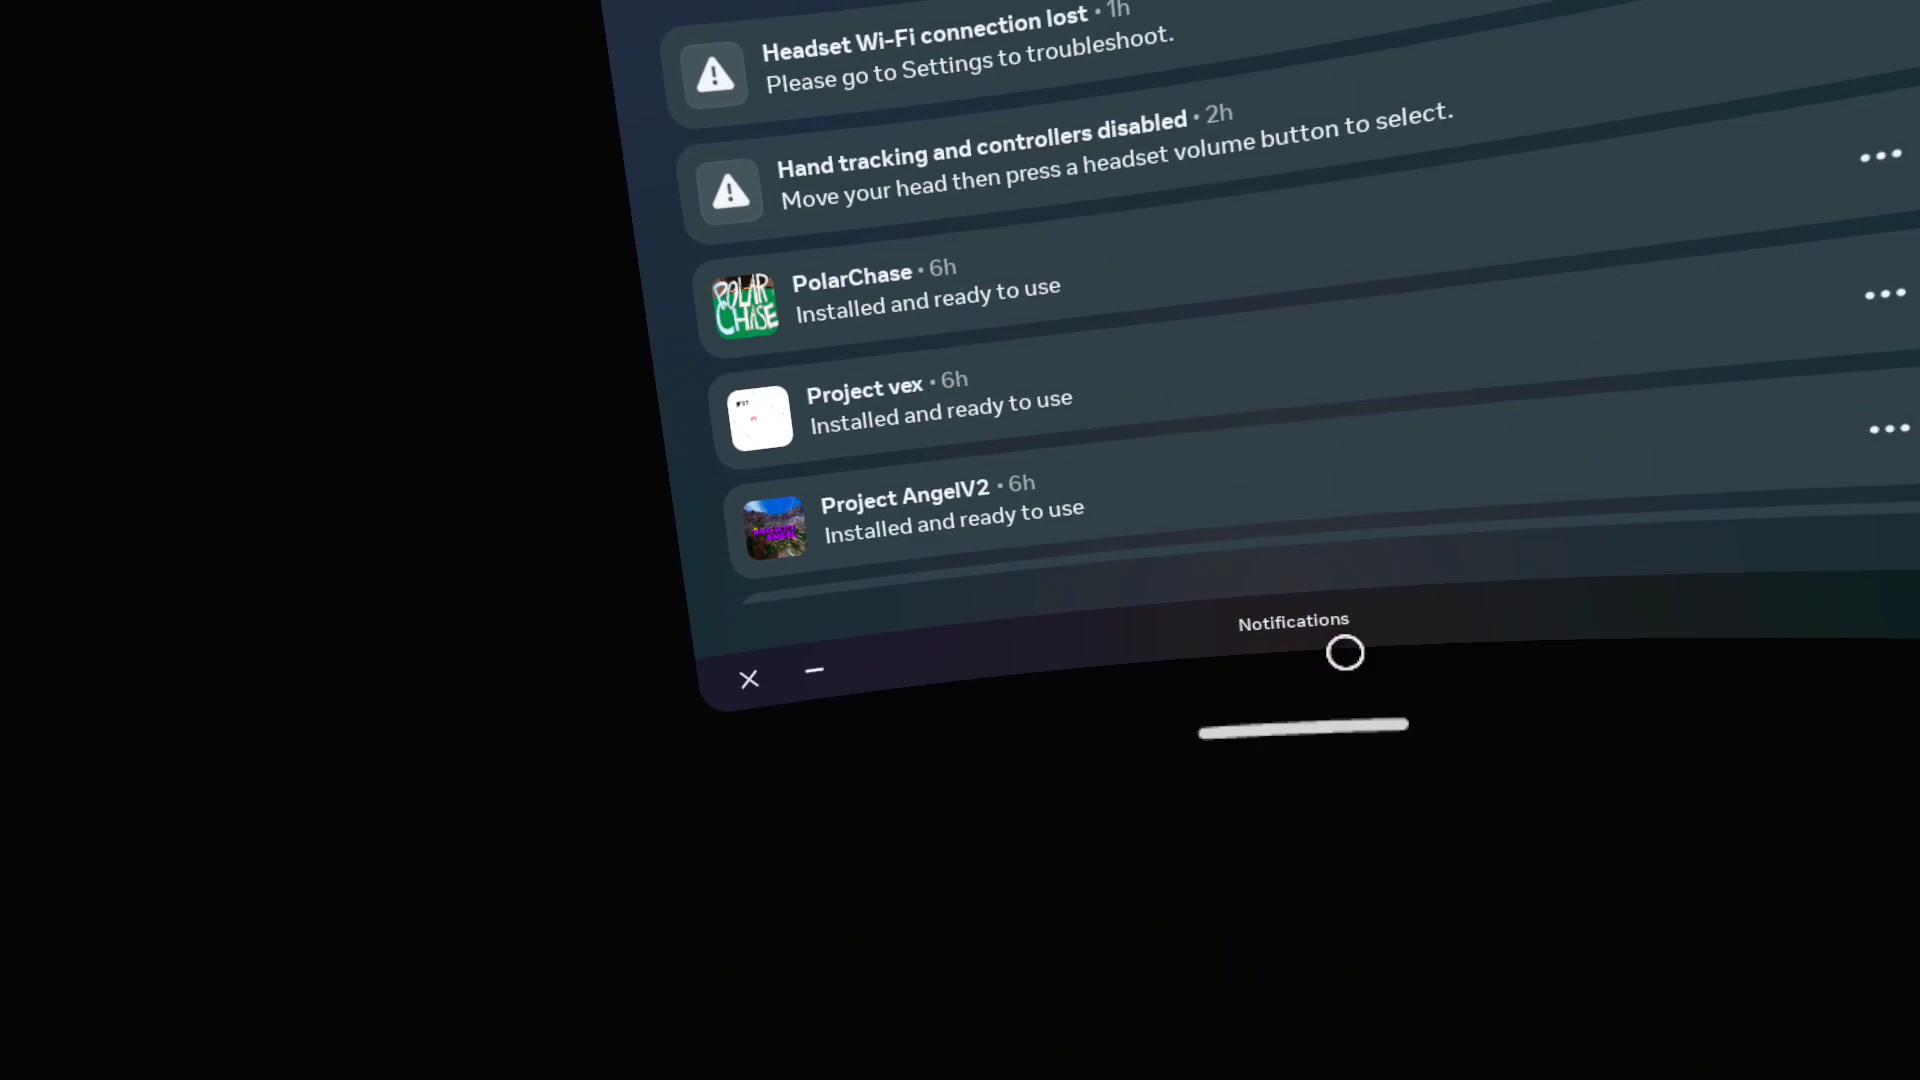 Headset Wi-Fi connection lost • 1h
Please go to Settings to troubleshoot.
Hand tracking and controllers disabled • 2h
Move your head then press a headset volume button to select.
POLAR
CHASE
PolarChase • 6h
Installed and ready to use
Project vex • 6h
Installed and ready to use
Project AngelV2 • 6h
Installed and ready to use
Notifications